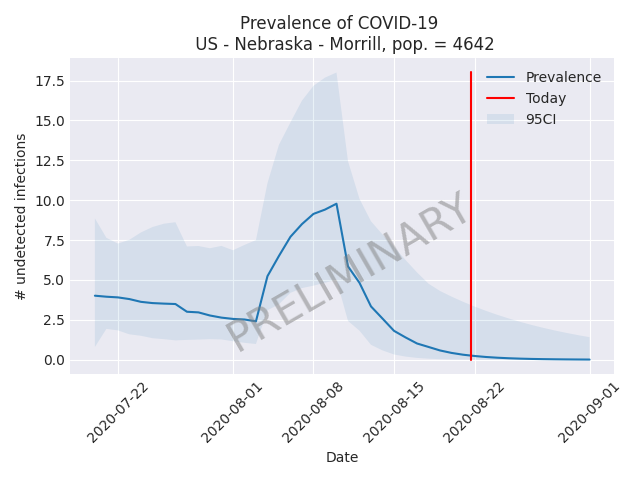 Prevalence of COVID-19
US - Nebraska - Morrill, pop. = 4642
Prevalence
Today
95CI
17.5
15.0
12.5
10.0
7.5
5.0
2.5
0.0
# undetected infections
PRELIMINARY
2020-07-22
2020-08-01
2020-08-08
2020-08-15
2020-08-22
2020-09-01
Date